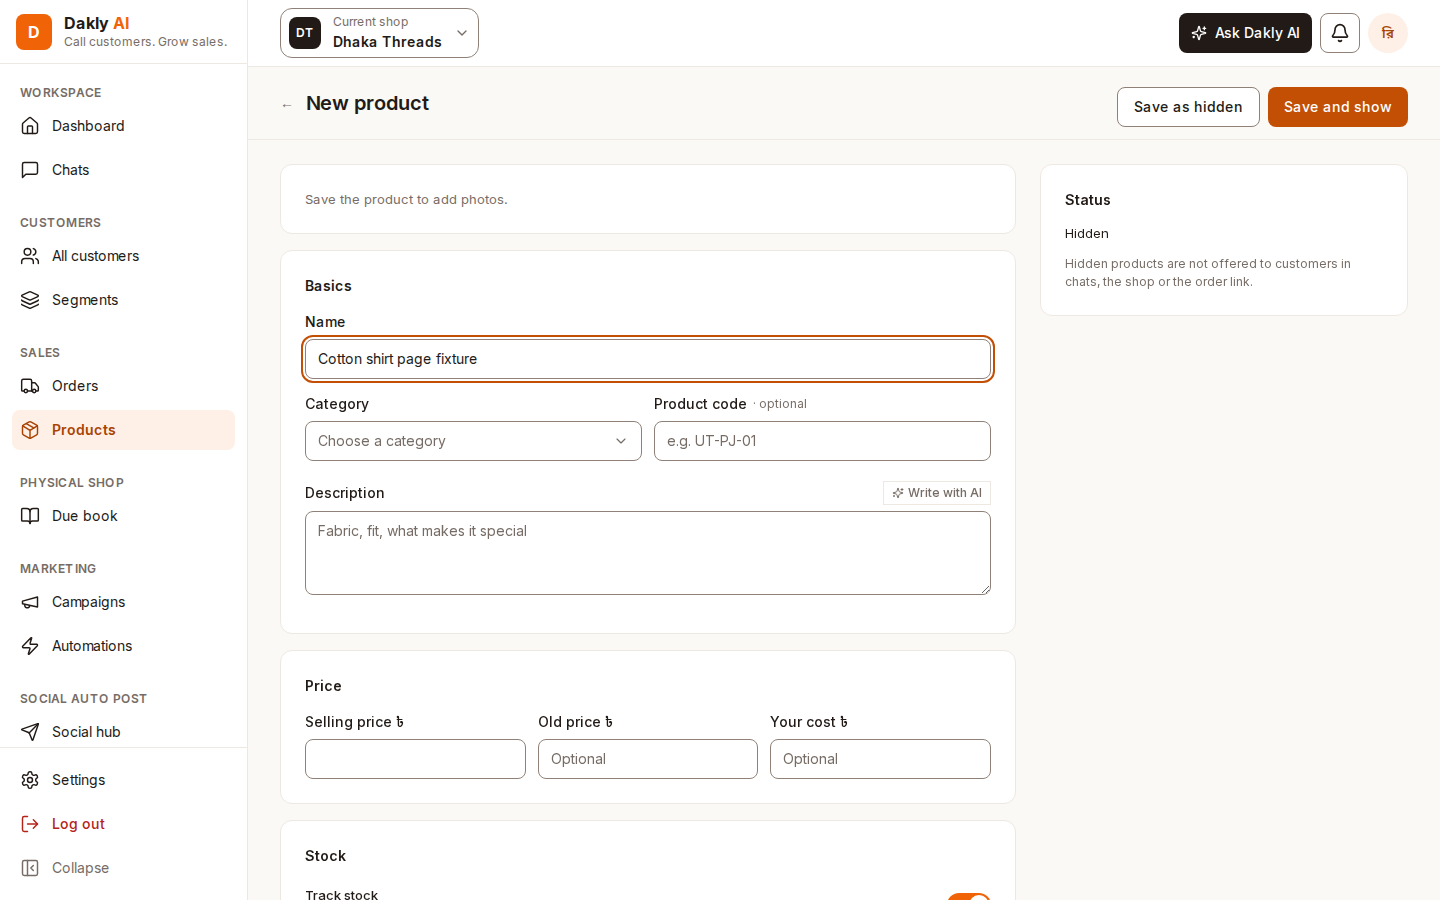 D
Dakly AI
Call customers. Grow sales.
WORKSPACE
Dashboard
Chats
CUSTOMERS
All customers
Segments
SALES
Orders
Products
PHYSICAL SHOP
Due book
MARKETING
Campaigns
Automations
SOCIAL AUTO POST
Social hub
Settings
Log out
Collapse
DT
Current shop
Dhaka Threads
Ask Dakly AI
রি
← New product
Save as hidden
Save and show
Save the product to add photos.
Basics
Name
Cotton shirt page fixture
Category
Product code · optional
Choose a category
e.g. UT-PJ-01
Description
Write with AI
Fabric, fit, what makes it special
Price
Selling price ৳
Old price ৳
Your cost ৳
Optional
Optional
Stock
Track stock
Status
Hidden
Hidden products are not offered to customers in
chats, the shop or the order link.